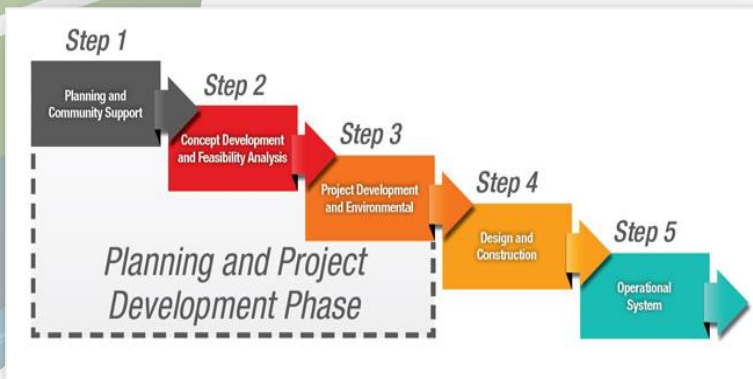 Step 1
Planning and
Community Support
Step 2
Concept Development
and Feasibility Analysis
Step 3
Project Development
and Environmental
Step 4
Design and
Construction
Step 5
Operational
System
Planning and Project
Development Phase